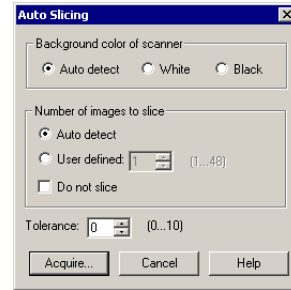 Auto Slicing
Background color of scanner
Auto detect White Black
Number of images to slice
Auto detect
User defined: 1 (1...48)
Do not slice
Tolerance: 0 (0...10)
Acquire... Cancel Help